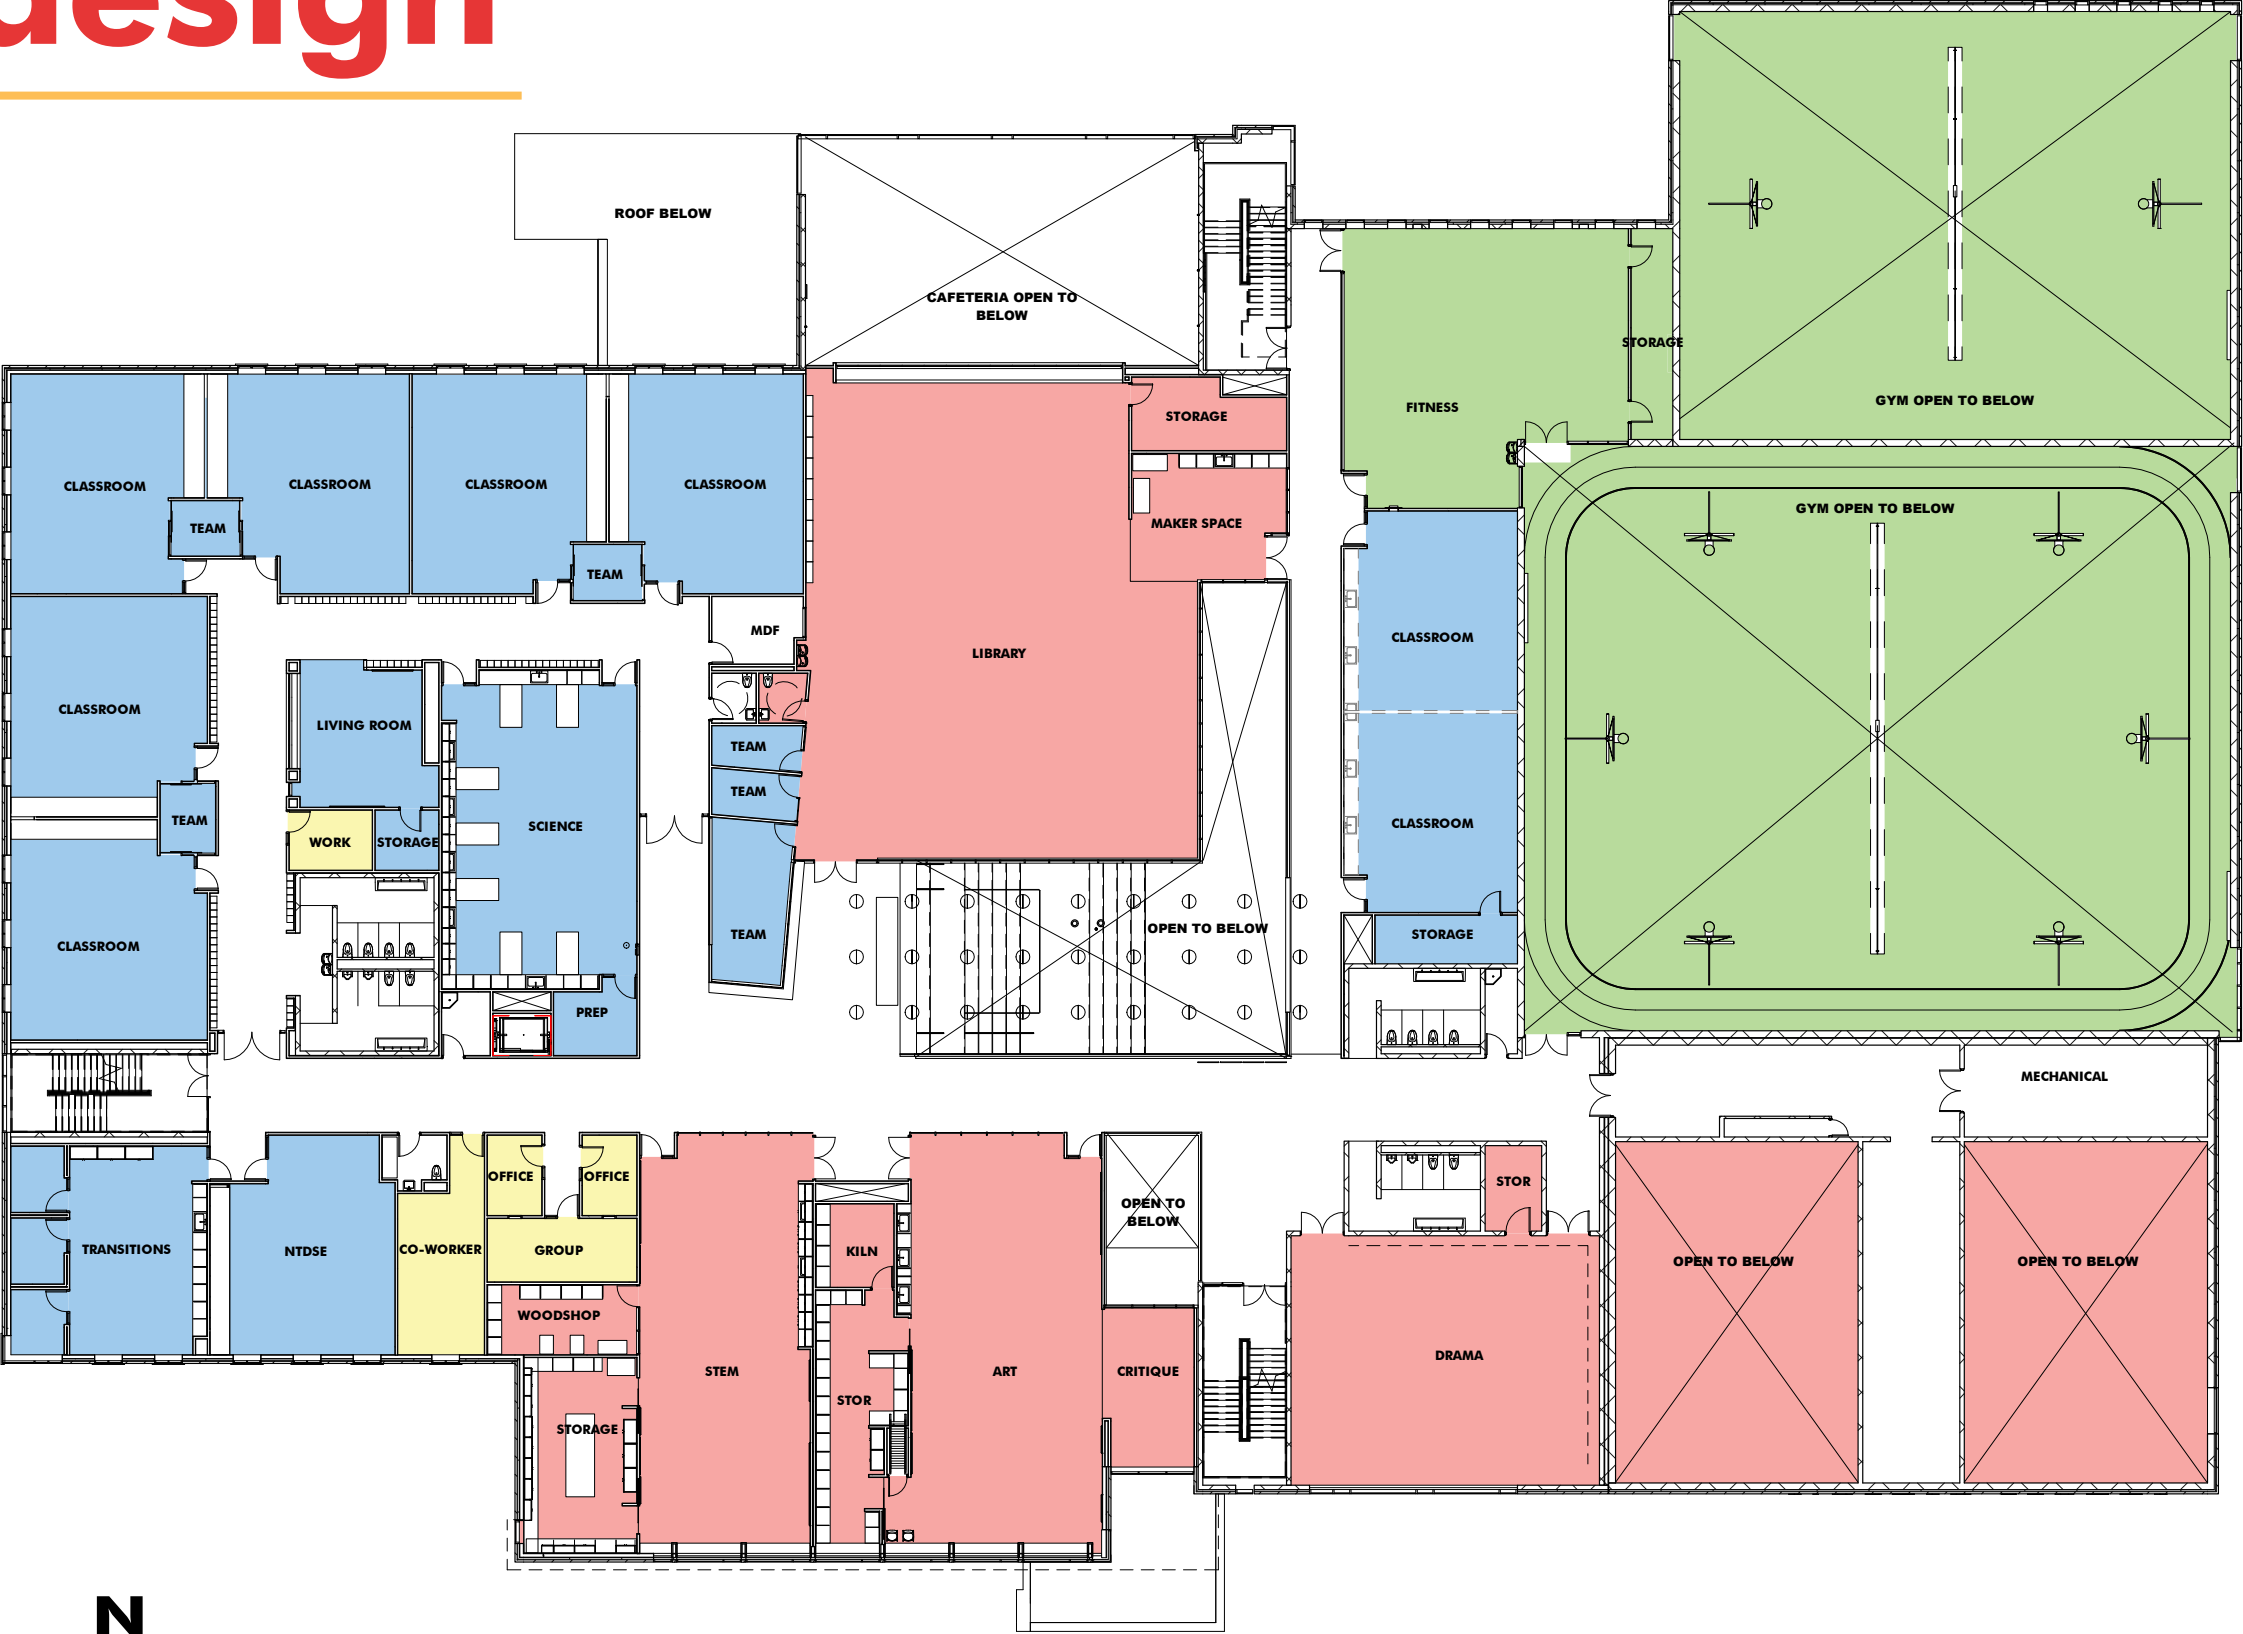 design
ROOF BELOW
CAFETERIA OPEN TO
BELOW
STORAGE
GYM OPEN TO BELOW
FITNESS
STORAGE
CLASSROOM
CLASSROOM
CLASSROOM
CLASSROOM
TEAM
TEAM
MAKER SPACE
GYM OPEN TO BELOW
MDF
LIBRARY
CLASSROOM
CLASSROOM
LIVING ROOM
TEAM
TEAM
TEAM
WORK
STORAGE
SCIENCE
CLASSROOM
CLASSROOM
TEAM
OPEN TO BELOW
STORAGE
PREP
MECHANICAL
OFFICE
OFFICE
STOR
OPEN TO
BELOW
TRANSITIONS
NTDSE
CO-WORKER
GROUP
KILN
OPEN TO BELOW
OPEN TO BELOW
WOODSHOP
STEM
ART
CRITIQUE
DRAMA
STOR
STORAGE
N